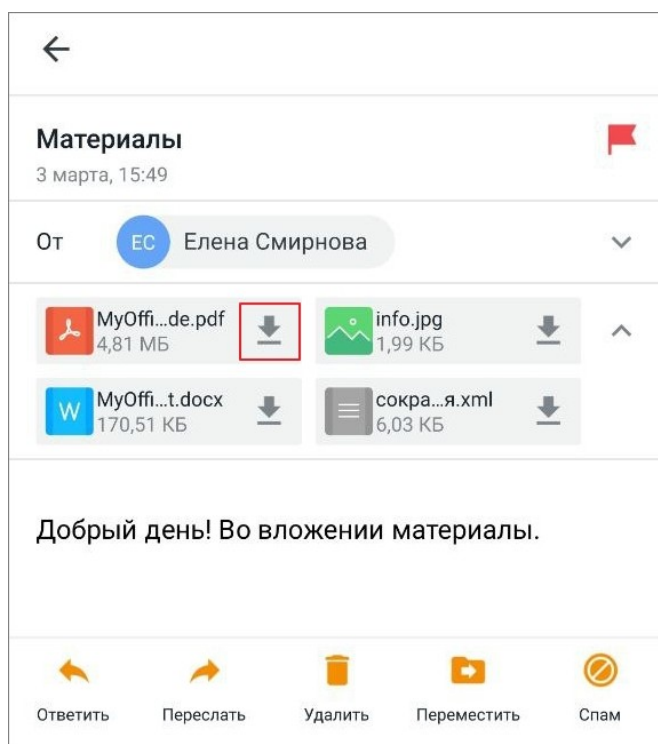 Материалы
3 марта, 15:49
От ЕС Елена Смирнова
MyOffi...de.pdf
4,81 МБ
info.jpg
1,99 КБ
W MyOffi...t.docx
170,51 КБ
сокра...я.xml
6,03 КБ
Добрый день! Во вложении материалы.
Ответить Переслать Удалить Переместить Спам